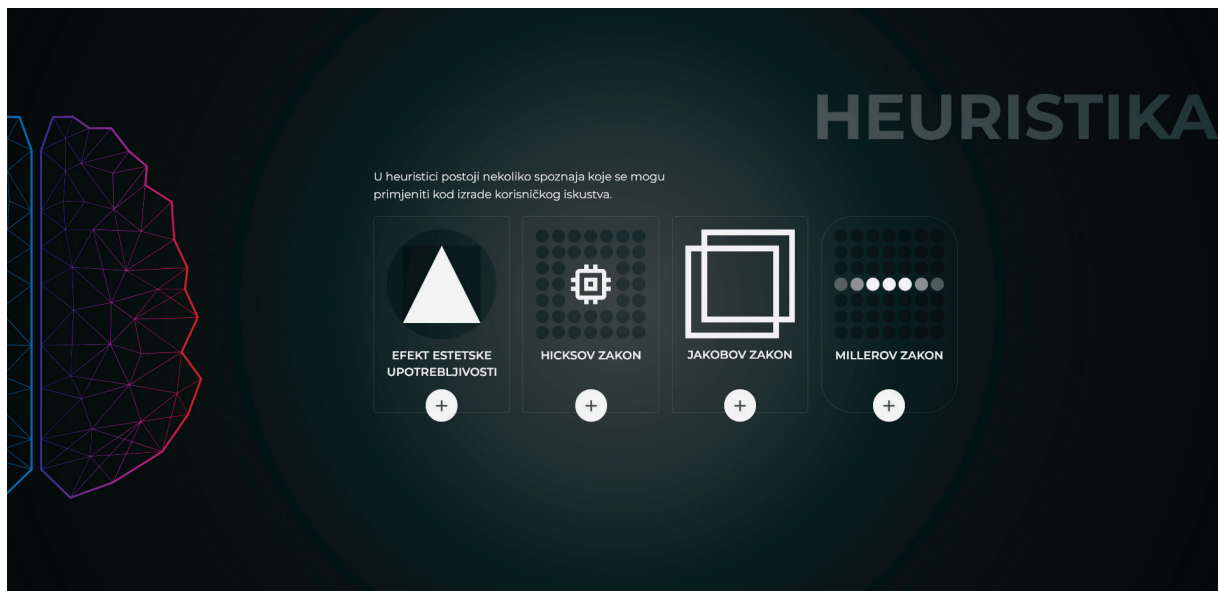 HEURISTIKA
U heuristici postoji nekoliko spoznaja koje se mogu
primjeniti kod izrade korisničkog iskustva.
EFEKT ESTETSKE
UPOTREBLJIVOSTI
HICKSOV ZAKON
JAKOBOV ZAKON
MILLEROV ZAKON